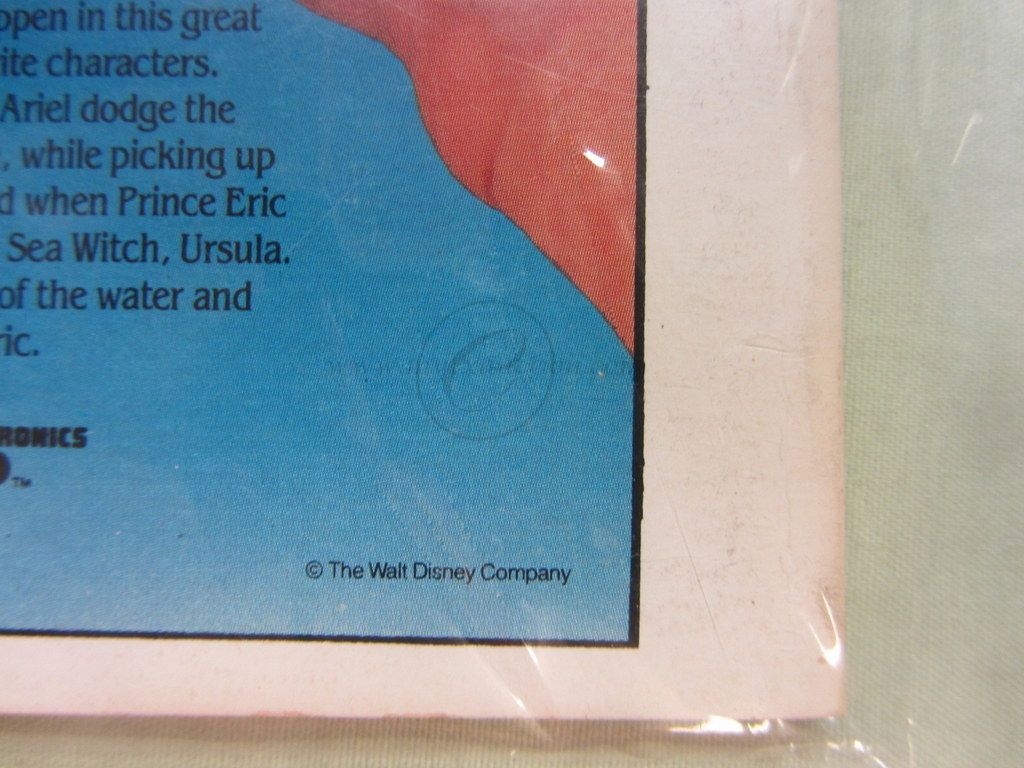 open in this great
ite characters.
Ariel dodge the
, while picking up
d when Prince Eric
Sea Witch, Ursula.
of the water and
ric.
RONICS
TM
© The Walt Disney Company